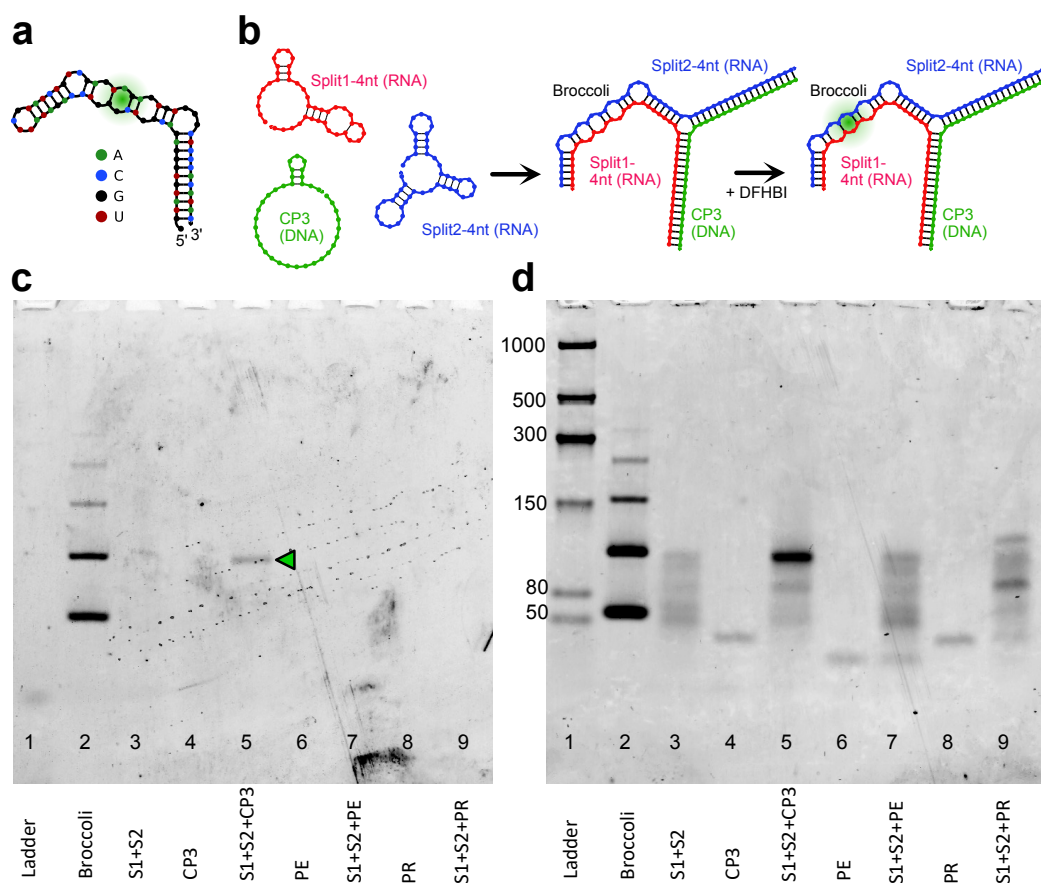 a
A
C
G
U
5' 3'
b
Split1-4nt (RNA)
CP3
(DNA)
Split2-4nt (RNA)
Split2-4nt (RNA)
Broccoli
Split1-
4nt (RNA)
CP3
(DNA)
+ DFHBI
Split2-4nt (RNA)
Broccoli
Split1-
4nt (RNA)
CP3
(DNA)
c
1 2 3 4 5 6 7 8 9
Ladder
Broccoli
S1+S2
CP3
S1+S2+CP3
PE
S1+S2+PE
PR
S1+S2+PR
d
1000
500
300
150
80
50
1 2 3 4 5 6 7 8 9
Ladder
Broccoli
S1+S2
CP3
S1+S2+CP3
PE
S1+S2+PE
PR
S1+S2+PR